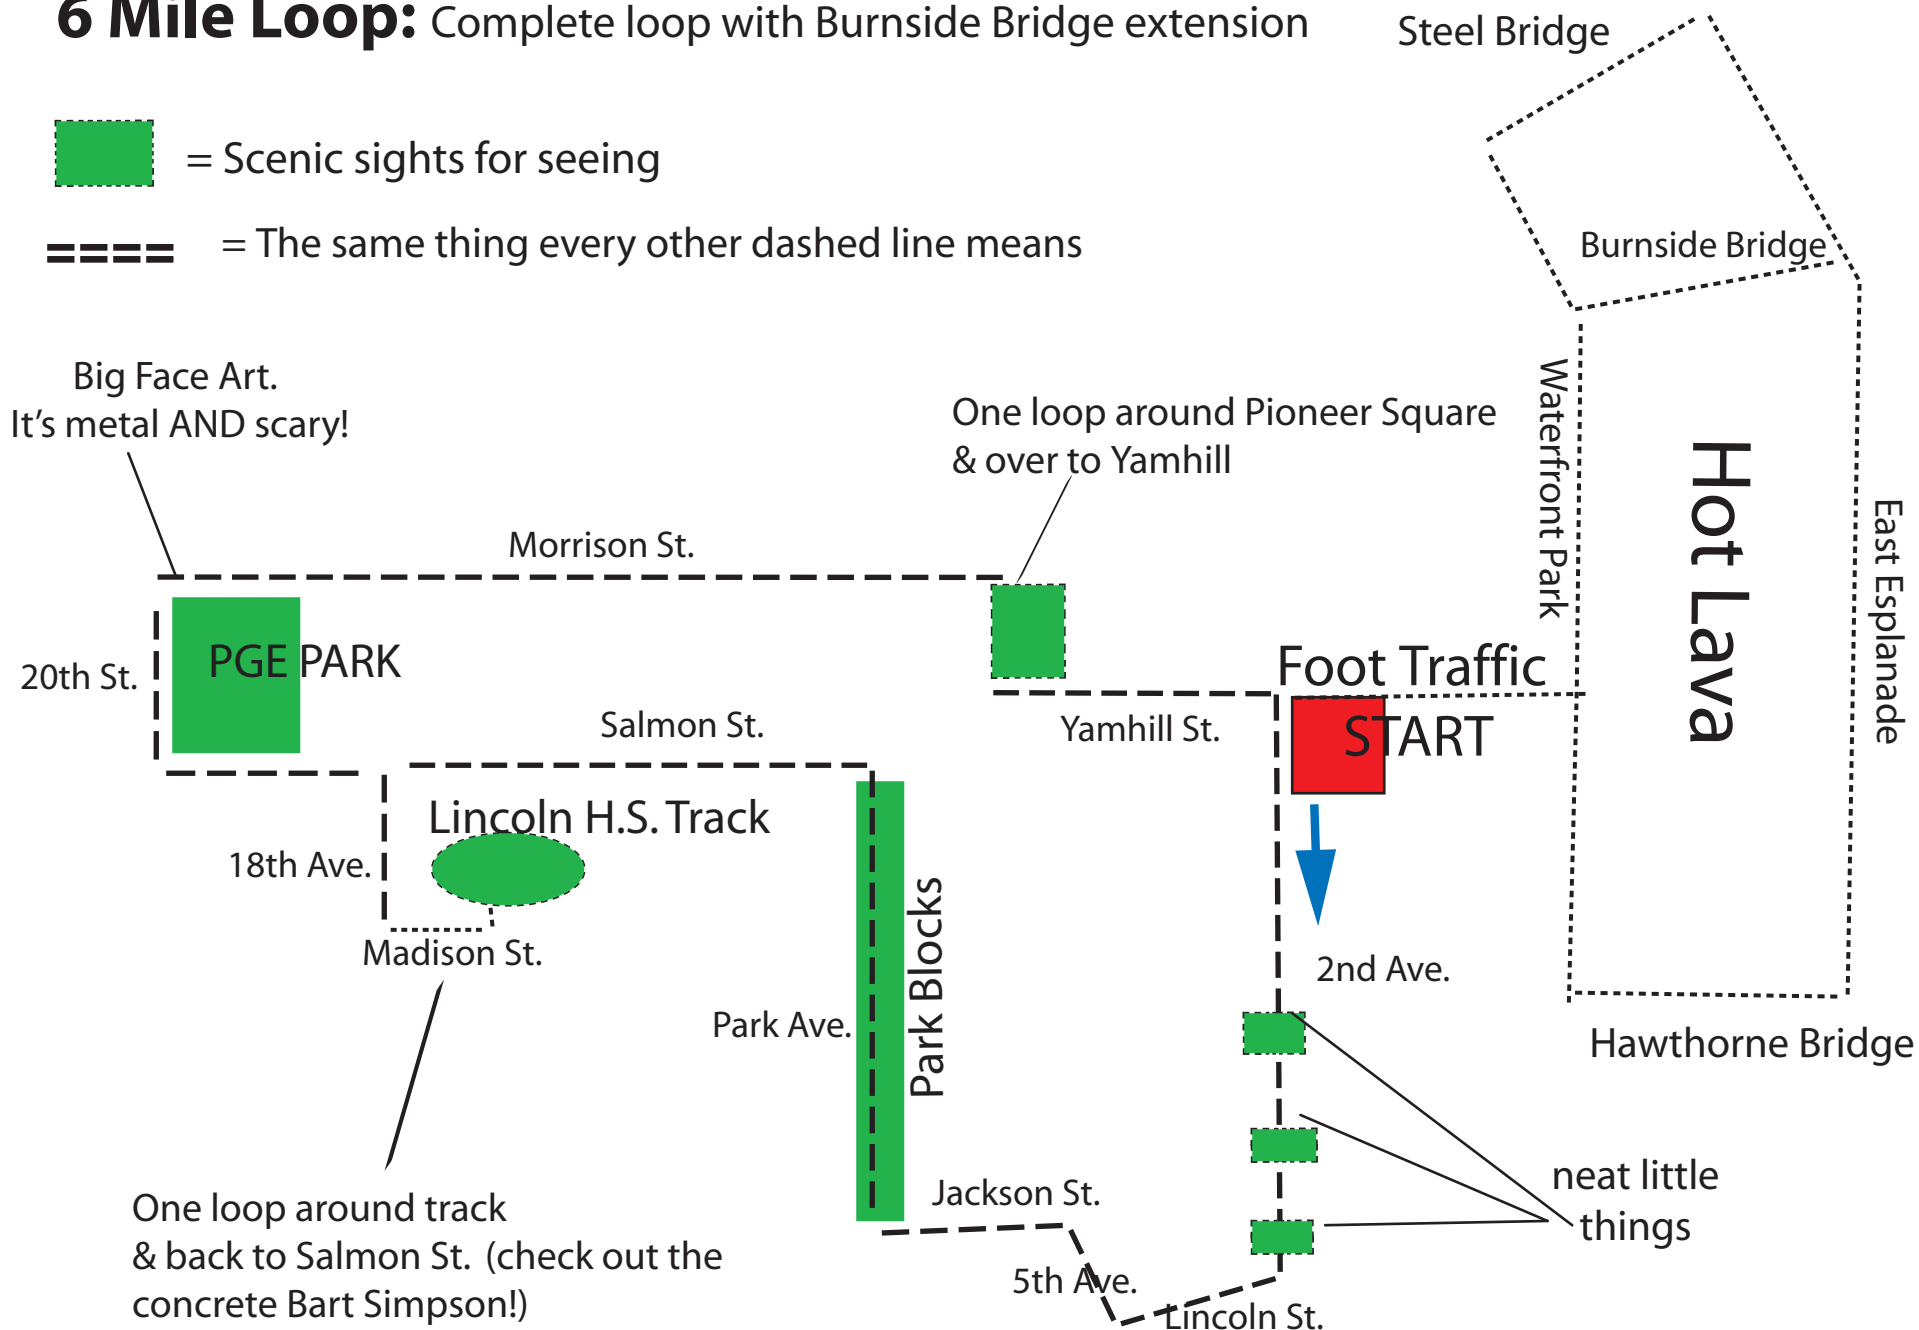 6 Mile Loop: Complete loop with Burnside Bridge extension
Steel Bridge
= Scenic sights for seeing
==== = The same thing every other dashed line means
Burnside Bridge
Big Face Art.
It's metal AND scary!
One loop around Pioneer Square
& over to Yamhill
Waterfront Park
Hot Lava
East Esplanade
Morrison St.
20th St.
PGE PARK
Foot Traffic
START
Salmon St.
Yamhill St.
Lincoln H.S. Track
18th Ave.
Madison St.
Park Ave.
Park Blocks
2nd Ave.
Hawthorne Bridge
One loop around track
& back to Salmon St. (check out the
concrete Bart Simpson!)
Jackson St.
5th Ave.
Lincoln St.
neat little
things